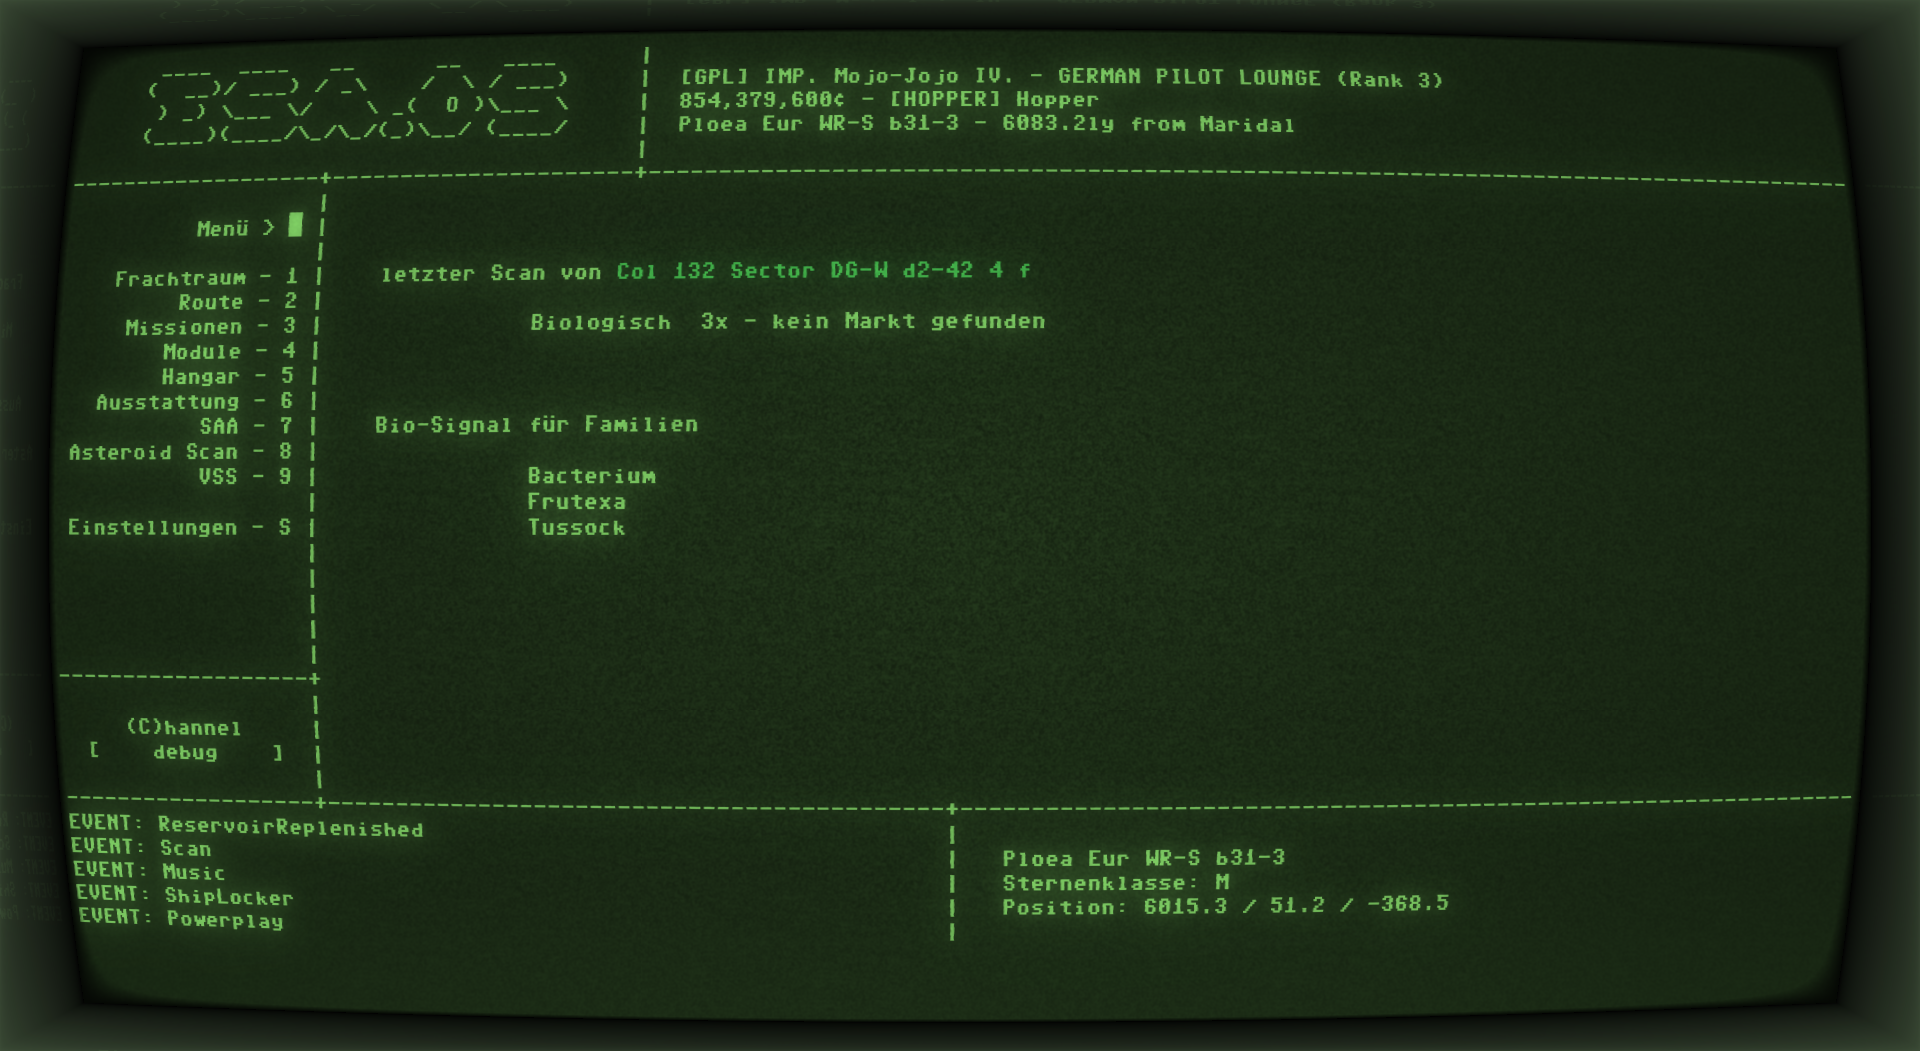 [GPL] IMP. Mojo-Jojo IV. - GERMAN PILOT LOUNGE (Rank 3)
854,379,600¢ - [HOPPER] Hopper
Ploea Eur WR-S b31-3 - 6083.2ly from Maridal
Menü >
Frachtraum - 1
Route - 2
Missionen - 3
Module - 4
Hangar - 5
Ausstattung - 6
SAA - 7
Asteroid Scan - 8
VSS - 9
Einstellungen - S
letzter Scan von Col 132 Sector DG-W d2-42 4 f
Biologisch 3x - kein Markt gefunden
Bio-Signal für Familien
Bacterium
Frutexa
Tussock
(C)hannel
[ debug ]
EVENT: ReservoirReplenished
EVENT: Scan
EVENT: Music
EVENT: ShipLocker
EVENT: Powerplay
Ploea Eur WR-S b31-3
Sternenklasse: M
Position: 6015.3 / 51.2 / -368.5